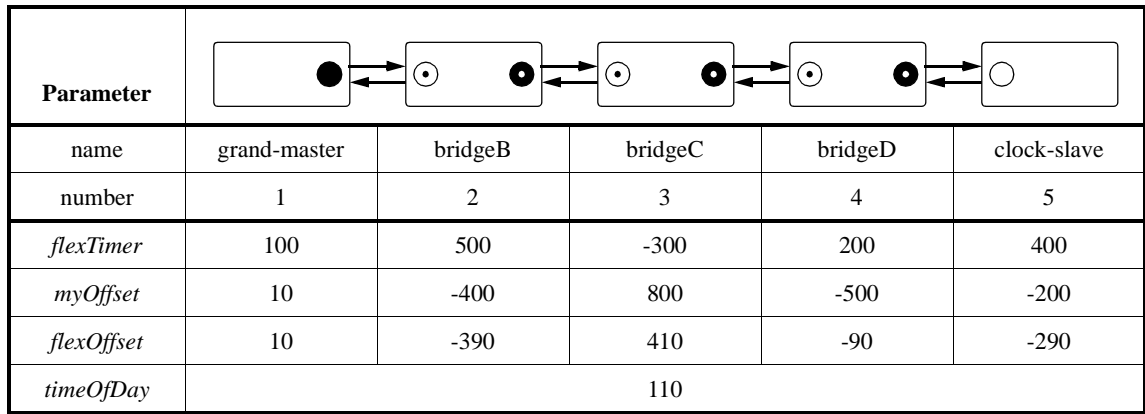 Parameter
name grand-master bridgeB bridgeC bridgeD clock-slave
number 1 2 3 4 5
flexTimer 100 500 -300 200 400
myOffset 10 -400 800 -500 -200
flexOffset 10 -390 410 -90 -290
timeOfDay 110